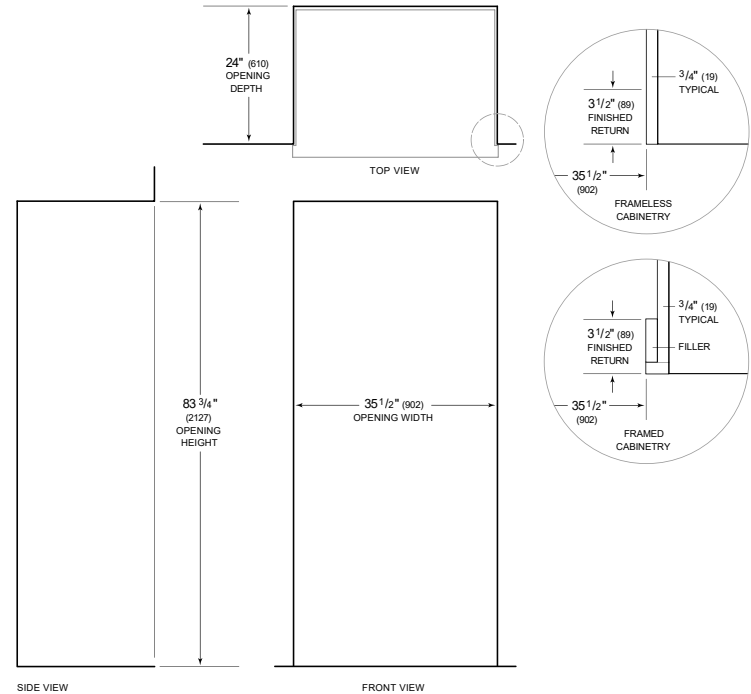 24" (610)
OPENING
DEPTH
TOP VIEW
3/4" (19)
TYPICAL
3 1/2" (89)
FINISHED
RETURN
35 1/2"
(902)
FRAMELESS
CABINETRY
3/4" (19)
TYPICAL
3 1/2" (89)
FINISHED
RETURN
FILLER
35 1/2"
(902)
FRAMED
CABINETRY
83 3/4"
(2127)
OPENING
HEIGHT
35 1/2" (902)
OPENING WIDTH
SIDE VIEW
FRONT VIEW